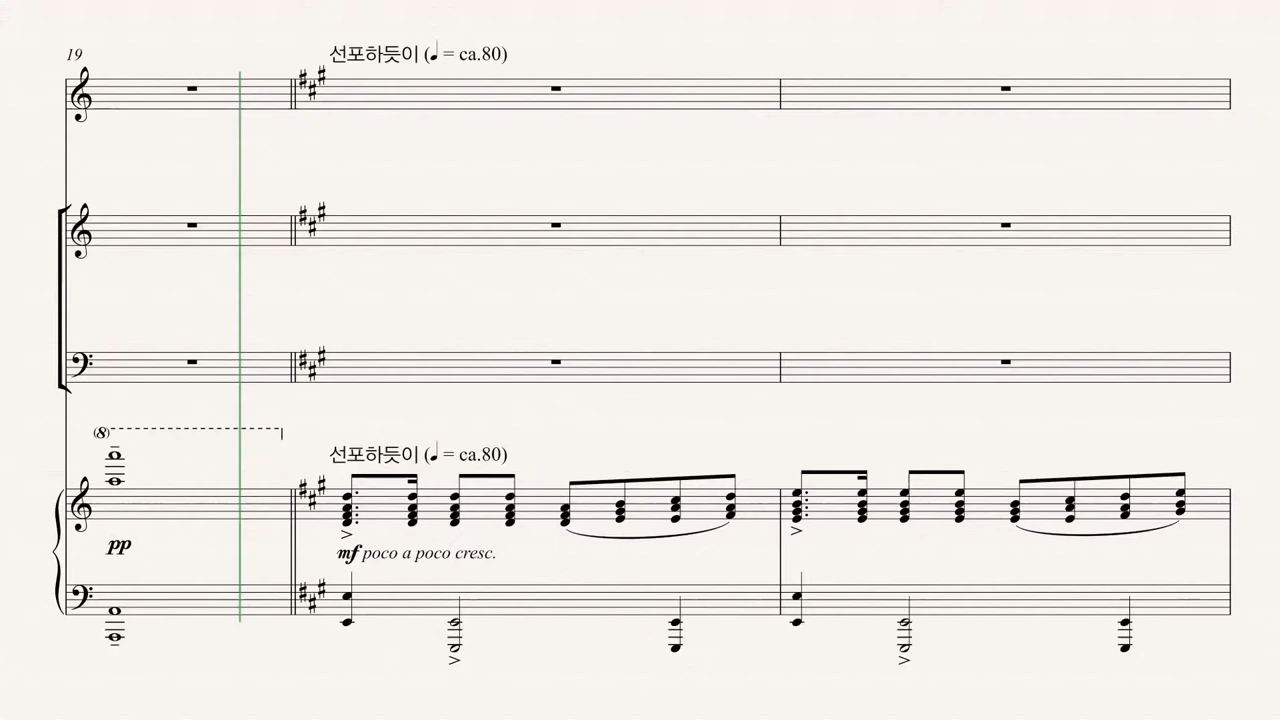 19
선포하듯이 (♩ = ca.80)
(8)
선포하듯이 (♩ = ca.80)
pp
mf poco a poco cresc.